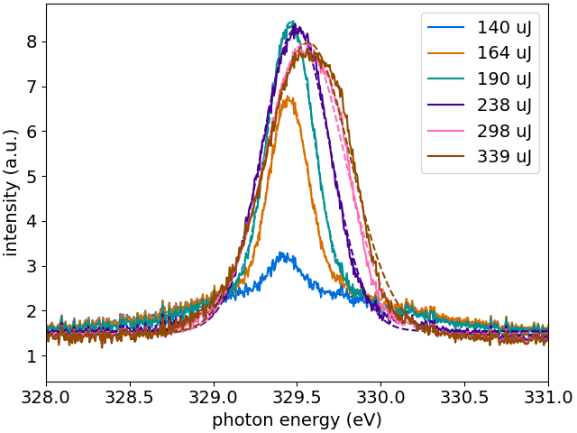 8
7
6
5
4
3
2
1
intensity (a.u.)
140 uJ
164 uJ
190 uJ
238 uJ
298 uJ
339 uJ
328.0 328.5 329.0 329.5 330.0 330.5 331.0
photon energy (eV)